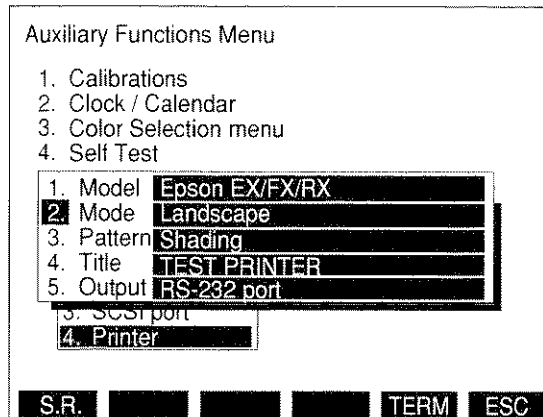 Auxiliary Functions Menu
1. Calibrations
2. Clock / Calendar
3. Color Selection menu
4. Self Test
1. Model Epson EX/FX/RX
2. Mode Landscape
3. Pattern Shading
4. Title TEST PRINTER
5. Output RS-232 port
3. SCSI port
4. Printer
S.R. TERM ESC